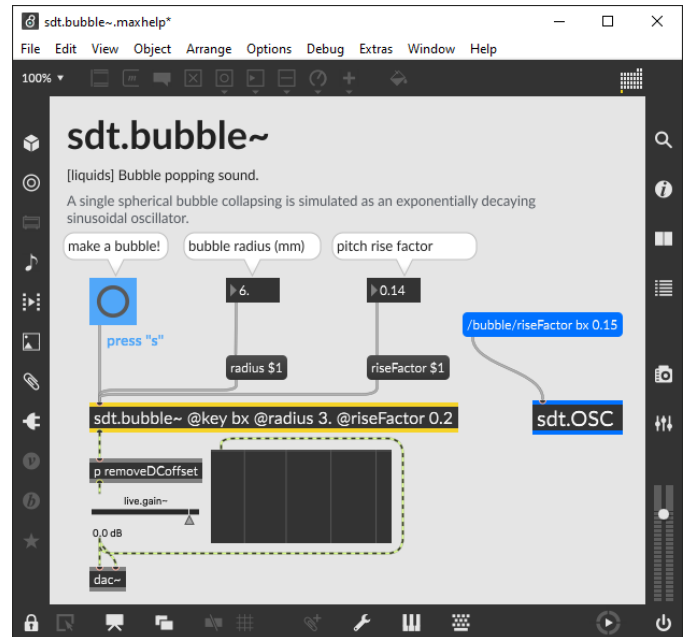 sdt.bubble~.maxhelp*
File Edit View Object Arrange Options Debug Extras Window Help
100%
sdt.bubble~
[liquids] Bubble popping sound.
A single spherical bubble collapsing is simulated as an exponentially decaying
sinusoidal oscillator.
make a bubble! bubble radius (mm) pitch rise factor
6. 0.14
/bubble/riseFactor bx 0.15
press "s"
radius $1 riseFactor $1
sdt.bubble~ @key bx @radius 3. @riseFactor 0.2 sdt.OSC
p removeDCoffset
live.gain~
0.0 dB
dac~